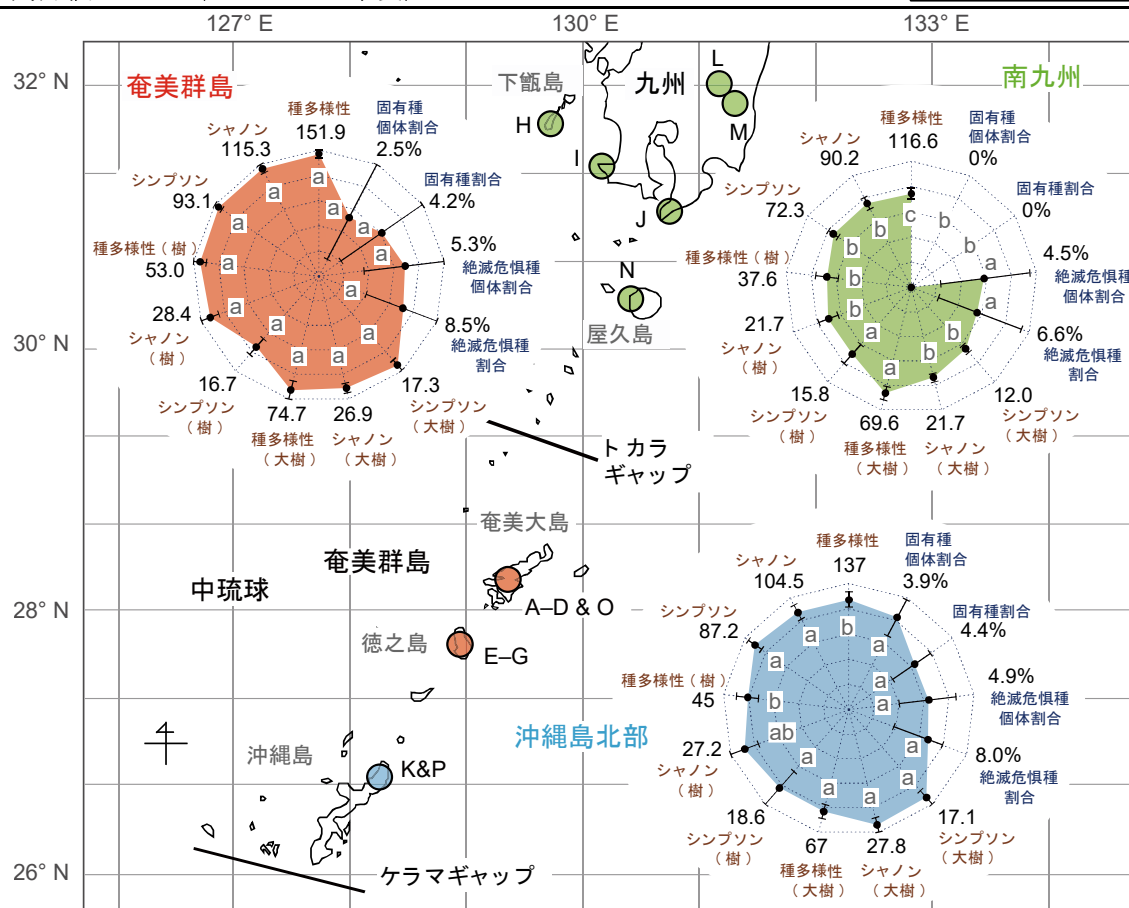 127° E
130° E
133° E
32° N
30° N
28° N
26° N
奄美群島
種多様性
151.9
固有種
個体割合
2.5%
固有種割合
4.2%
5.3%
絶滅危惧種
個体割合
8.5%
絶滅危惧種
割合
17.3
シンプソン
（大樹）
26.9
シャノン
（大樹）
74.7
種多様性
（大樹）
16.7
シンプソン
（樹）
28.4
シャノン
（樹）
種多様性（樹）
53.0
シンプソン
93.1
シャノン
115.3
a
a
a
a
a
a
a
a
a
a
a
a
a
下甑島
九州
H
I
J
L
M
N
屋久島
トカラ
ギャップ
南九州
種多様性
116.6
固有種
個体割合
0%
固有種割合
0%
4.5%
絶滅危惧種
個体割合
6.6%
絶滅危惧種
割合
12.0
シンプソン
（大樹）
21.7
シャノン
（大樹）
69.6
種多様性
（大樹）
15.8
シンプソン
（樹）
21.7
シャノン
（樹）
種多様性（樹）
37.6
シンプソン
72.3
シャノン
90.2
c
b
b
a
a
b
b
a
a
b
b
b
b
奄美大島
奄美群島
中琉球
A–D & O
徳之島
E–G
沖縄島
K&P
ケラマギャップ
沖縄島北部
種多様性
137
固有種
個体割合
3.9%
固有種割合
4.4%
4.9%
絶滅危惧種
個体割合
8.0%
絶滅危惧種
割合
17.1
シンプソン
（大樹）
27.8
シャノン
（大樹）
67
種多様性
（大樹）
18.6
シンプソン
（樹）
27.2
シャノン
（樹）
種多様性（樹）
45
シンプソン
87.2
シャノン
104.5
b
a
a
a
a
a
a
a
a
ab
b
a
a